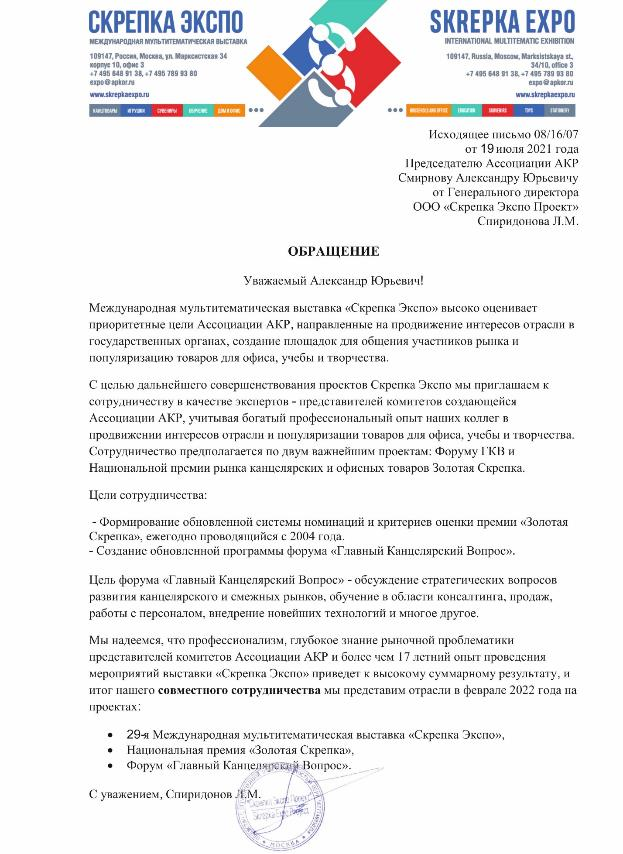 СКРЕПКА ЭКСПО
МЕЖДУНАРОДНАЯ МУЛЬТИТЕМАТИЧЕСКАЯ ВЫСТАВКА
109147, Россия, Москва, ул. Марксистская 34
корпус 10, офис 3
+7 495 648 91 38, +7 495 789 93 80
expo@apkor.ru
www.skrepkaexpo.ru
КАНЦТОВАРЫ ИГРУШКИ СУВЕНИРЫ ОБУЧЕНИЕ ДОМ И ОФИС
SKREPKA EXPO
INTERNATIONAL MULTITEMATIC EXHIBITION
109147, Russia, Moscow, Marksistskaya st.,
34/10, office 3
+7 495 648 91 38, +7 495 789 93 80
expo@apkor.ru
www.skrepkaexpo.ru
HOUSEHOLD AND OFFICE EDUCATION SOUVENIRS TOYS STATIONERY
Исходящее письмо 08/16/07
от 19 июля 2021 года
Председателю Ассоциации АКР
Смирнову Александру Юрьевичу
от Генерального директора
ООО «Скрепка Экспо Проект»
Спиридонова Л.М.
ОБРАЩЕНИЕ
Уважаемый Александр Юрьевич!
Международная мультитематическая выставка «Скрепка Экспо» высоко оценивает
приоритетные цели Ассоциации АКР, направленные на продвижение интересов отрасли в
государственных органах, создание площадок для общения участников рынка и
популяризацию товаров для офиса, учебы и творчества.
С целью дальнейшего совершенствования проектов Скрепка Экспо мы приглашаем к
сотрудничеству в качестве экспертов - представителей комитетов создающейся
Ассоциации АКР, учитывая богатый профессиональный опыт наших коллег в
продвижении интересов отрасли и популяризации товаров для офиса, учебы и творчества.
Сотрудничество предполагается по двум важнейшим проектам: Форуму ГКВ и
Национальной премии рынка канцелярских и офисных товаров Золотая Скрепка.
Цели сотрудничества:
- Формирование обновленной системы номинаций и критериев оценки премии «Золотая
Скрепка», ежегодно проводящийся с 2004 года.
- Создание обновленной программы форума «Главный Канцелярский Вопрос».
Цель форума «Главный Канцелярский Вопрос» - обсуждение стратегических вопросов
развития канцелярского и смежных рынков, обучение в области консалтинга, продаж,
работы с персоналом, внедрение новейших технологий и многое другое.
Мы надеемся, что профессионализм, глубокое знание рыночной проблематики
представителей комитетов Ассоциации АКР и более чем 17 летний опыт проведения
мероприятий выставки «Скрепка Экспо» приведет к высокому суммарному результату, и
итог нашего совместного сотрудничества мы представим отрасли в феврале 2022 года на
проектах:
• 29-я Международная мультитематическая выставка «Скрепка Экспо»,
• Национальная премия «Золотая Скрепка»,
• Форум «Главный Канцелярский Вопрос».
С уважением, Спиридонов Л.М.
"Скрепка Экспо Проект"
Skrepka Expo Project
МОСКВА